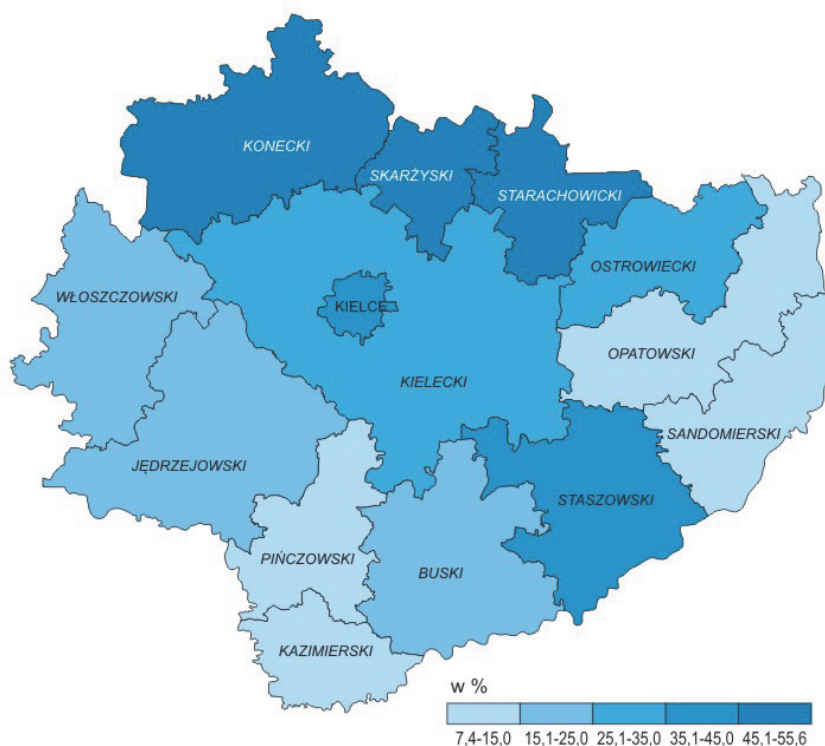 KONECKI
SKARŻYSKI
STARACHOWICKI
OSTROWIECKI
WŁOSZCZOWSKI
KIELCE
OPATOWSKI
KIELECKI
SANDOMIERSKI
JĘDRZEJOWSKI
STASZOWSKI
PIŃCZOWSKI
BUSKI
KAZIMIERSKI
w %
7,4-15,0 15,1-25,0 25,1-35,0 35,1-45,0 45,1-55,6